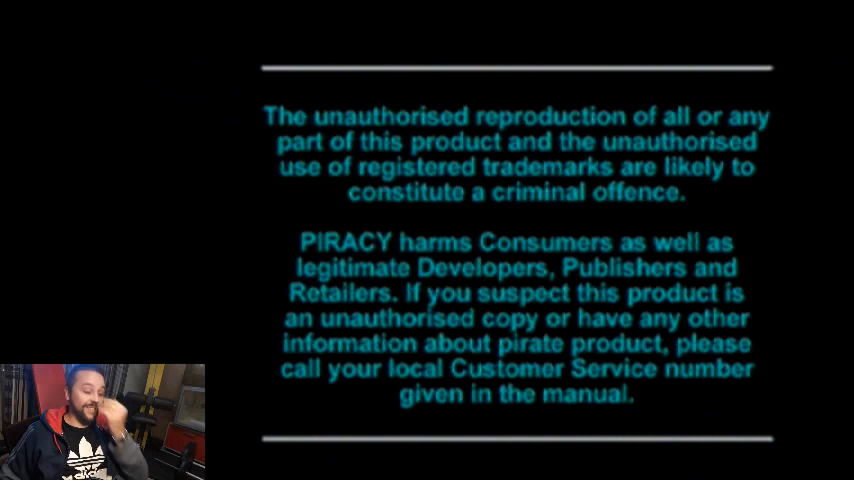 The unauthorised reproduction of all or any
part of this product and the unauthorised
use of registered trademarks are likely to
constitute a criminal offence.
PIRACY harms Consumers as well as
legitimate Developers, Publishers and
Retailers. If you suspect this product is
an unauthorised copy or have any other
information about pirate product, please
call your local Customer Service number
given in the manual.
adidas